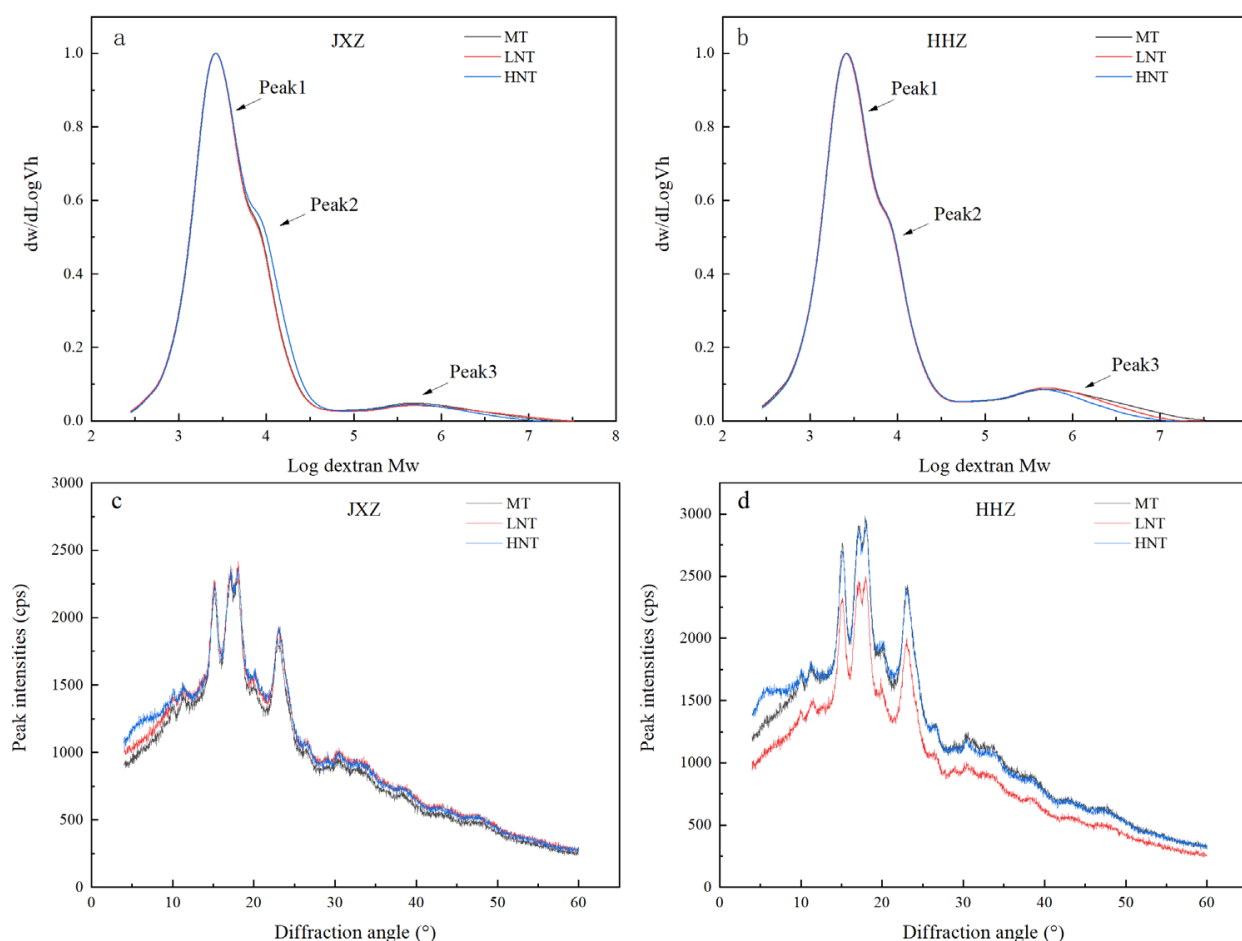 a
JXZ
MT
LNT
HNT
1.0
0.8
0.6
0.4
0.2
0.0
dw/dLogVh
Peak1
Peak2
Peak3
2 3 4 5 6 7 8
Log dextran Mw
b
HHZ
MT
LNT
HNT
1.0
0.8
0.6
0.4
0.2
0.0
dw/dLogVh
Peak1
Peak2
Peak3
2 3 4 5 6 7
Log dextran Mw
c
JXZ
MT
LNT
HNT
3000
2500
2000
1500
1000
500
0
Peak intensities (cps)
0 10 20 30 40 50 60
Diffraction angle (°)
d
HHZ
MT
LNT
HNT
3000
2500
2000
1500
1000
500
0
Peak intensities (cps)
0 10 20 30 40 50 60
Diffraction angle (°)